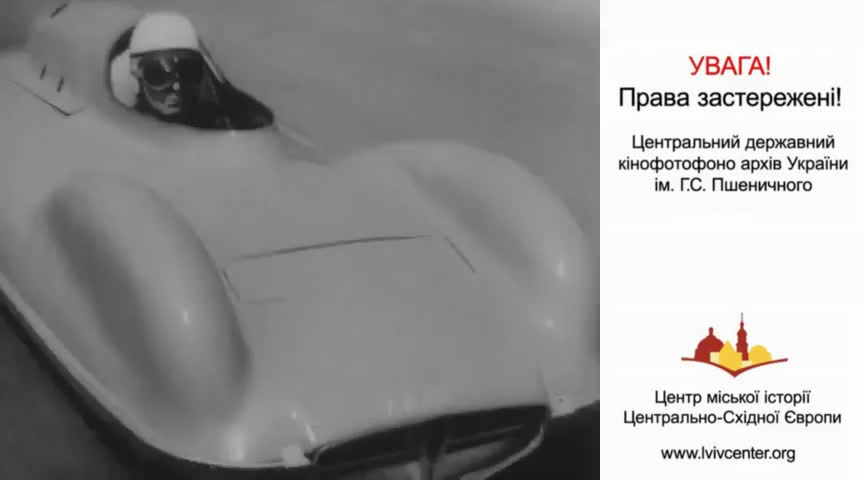 УВАГА!
Права застережені!
Центральний державний
кінофотофоно архів України
ім. Г.С. Пшеничного
Центр міської історії
Центрально-Східної Європи
www.lvivcenter.org